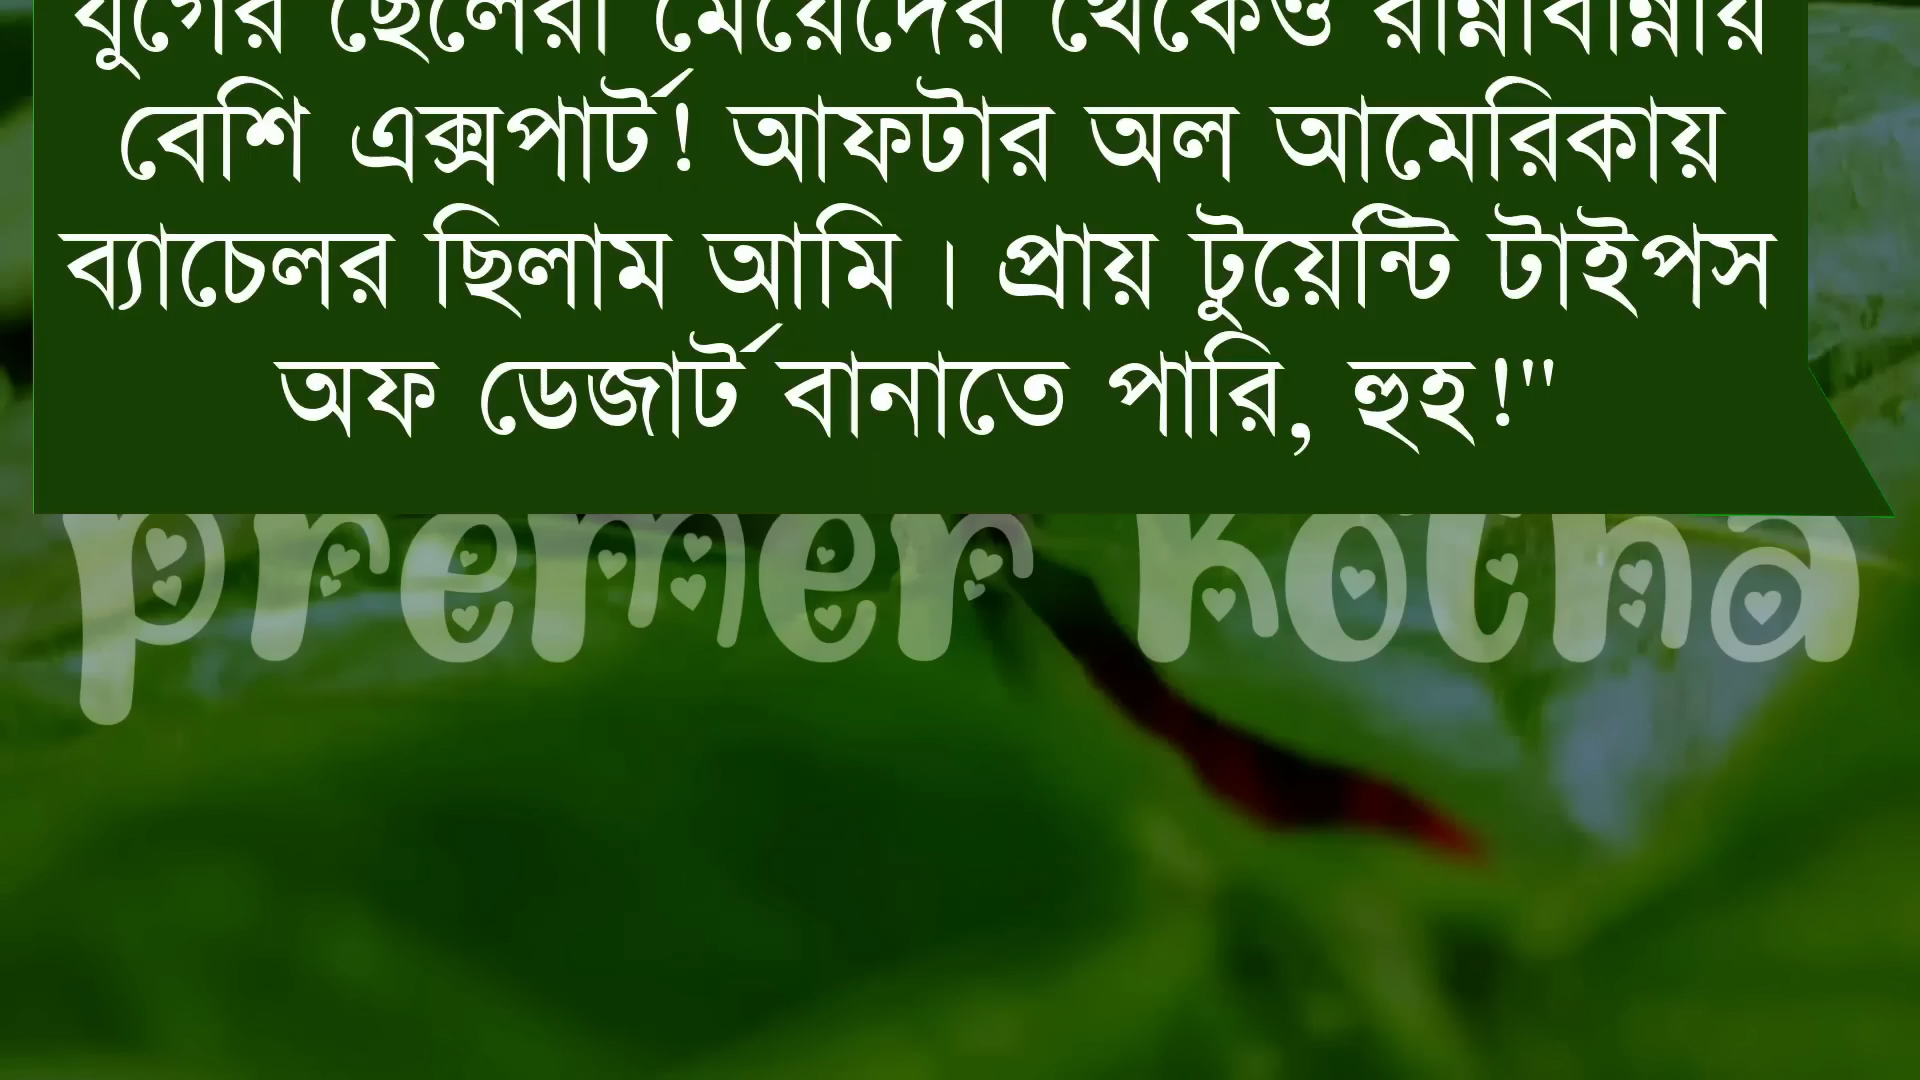 যুগের ছেলেরা মেয়েদের থেকেও রান্নাবান্নায়
বেশি এক্সপার্ট! আফটার অল আমেরিকায়
ব্যাচেলর ছিলাম আমি। প্রায় টুয়েন্টি টাইপস
অফ ডেজার্ট বানাতে পারি, হুহ!"
premer kotha